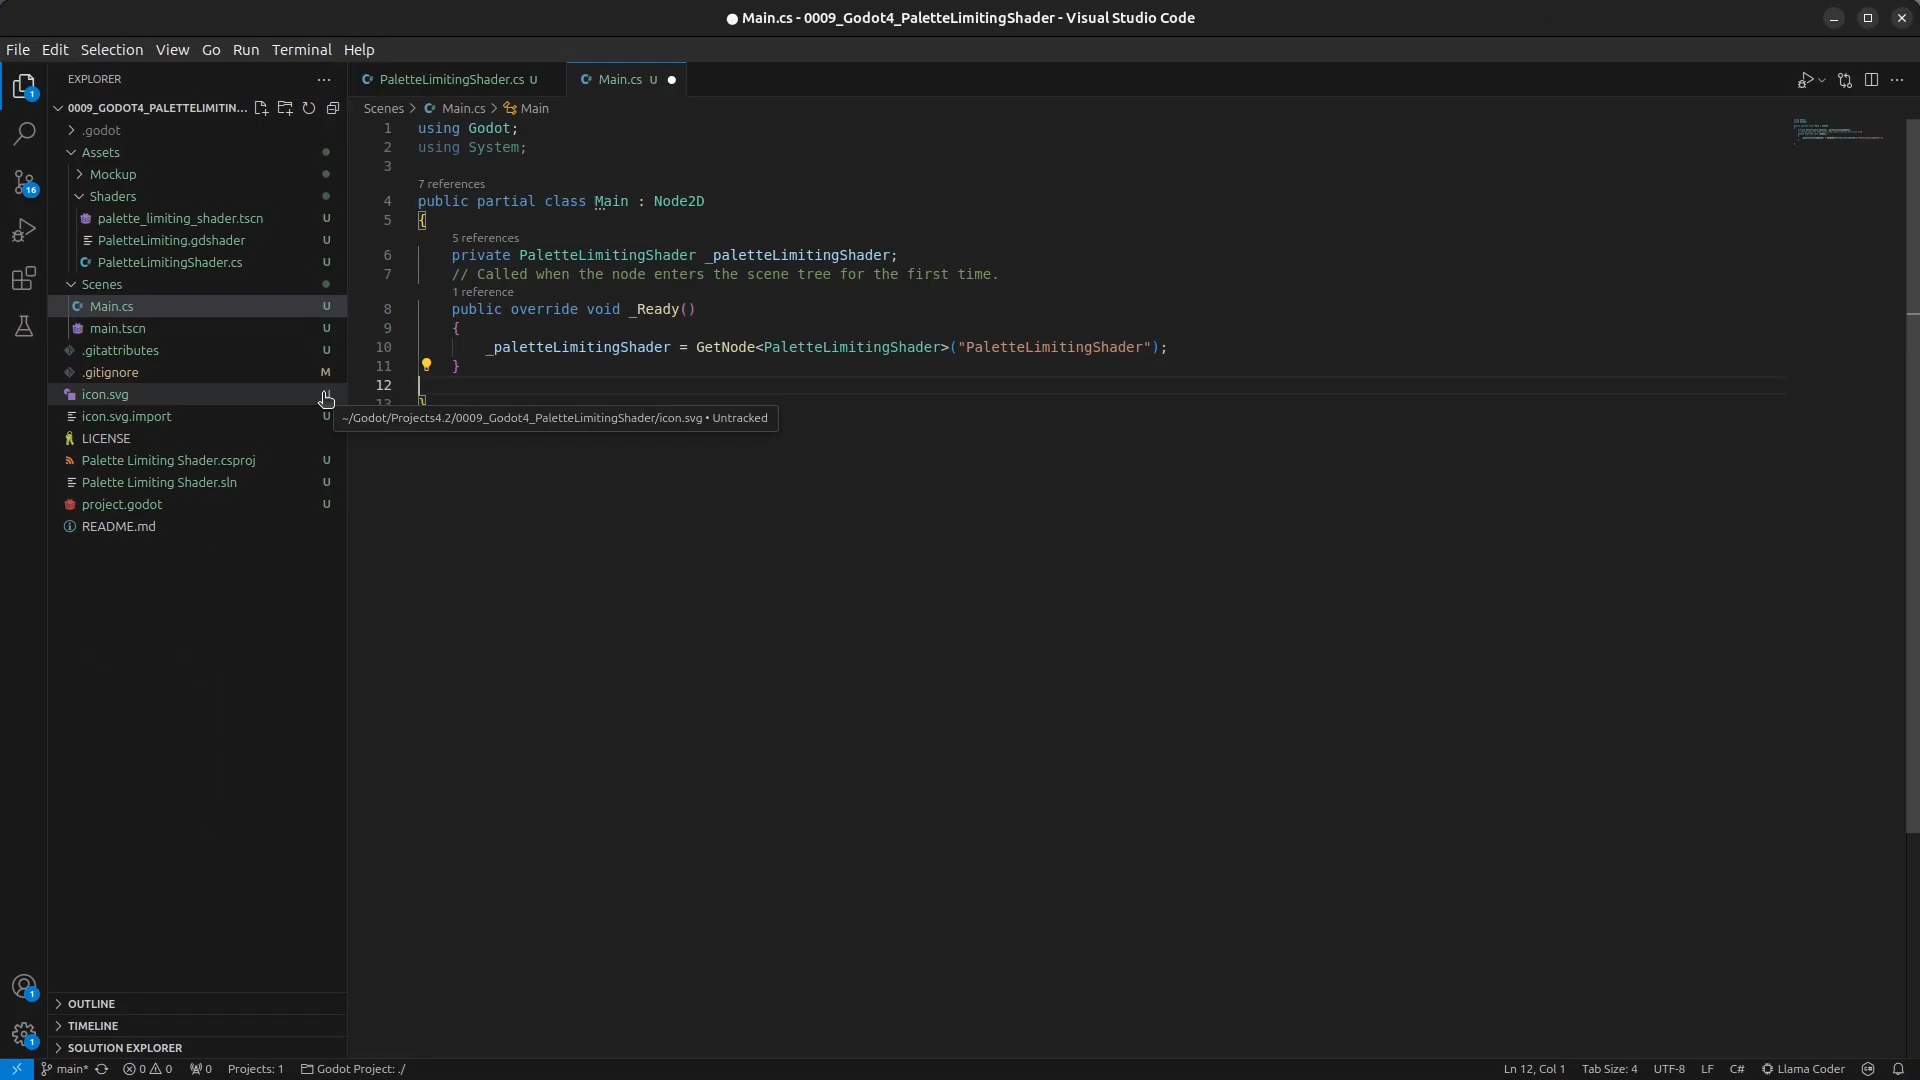 Main.cs - 0009_Godot4_PaletteLimitingShader - Visual Studio Code
File Edit Selection View Go Run Terminal Help
EXPLORER
0009_GODOT4_PALETTELIMITIN...
.godot
Assets
Mockup
Shaders
palette_limiting_shader.tscn U
PaletteLimiting.gdshader U
PaletteLimitingShader.cs U
Scenes
Main.cs U
main.tscn U
.gitattributes U
.gitignore M
icon.svg
icon.svg.import U
LICENSE
Palette Limiting Shader.csproj U
Palette Limiting Shader.sln U
project.godot U
README.md
OUTLINE
TIMELINE
SOLUTION EXPLORER
1
16
1
1
PaletteLimitingShader.cs U
Main.cs U
Scenes > Main.cs > Main
1 using Godot;
2 using System;
3
7 references
4 public partial class Main : Node2D
5 {
5 references
6 private PaletteLimitingShader _paletteLimitingShader;
7 // Called when the node enters the scene tree for the first time.
1 reference
8 public override void _Ready()
9 {
10 _paletteLimitingShader = GetNode<PaletteLimitingShader>("PaletteLimitingShader");
11 }
12
13 }
~/Godot/Projects4.2/0009_Godot4_PaletteLimitingShader/icon.svg • Untracked
main* 0 0 0 Projects: 1 Godot Project: ./ Ln 12, Col 1 Tab Size: 4 UTF-8 LF C# Llama Coder